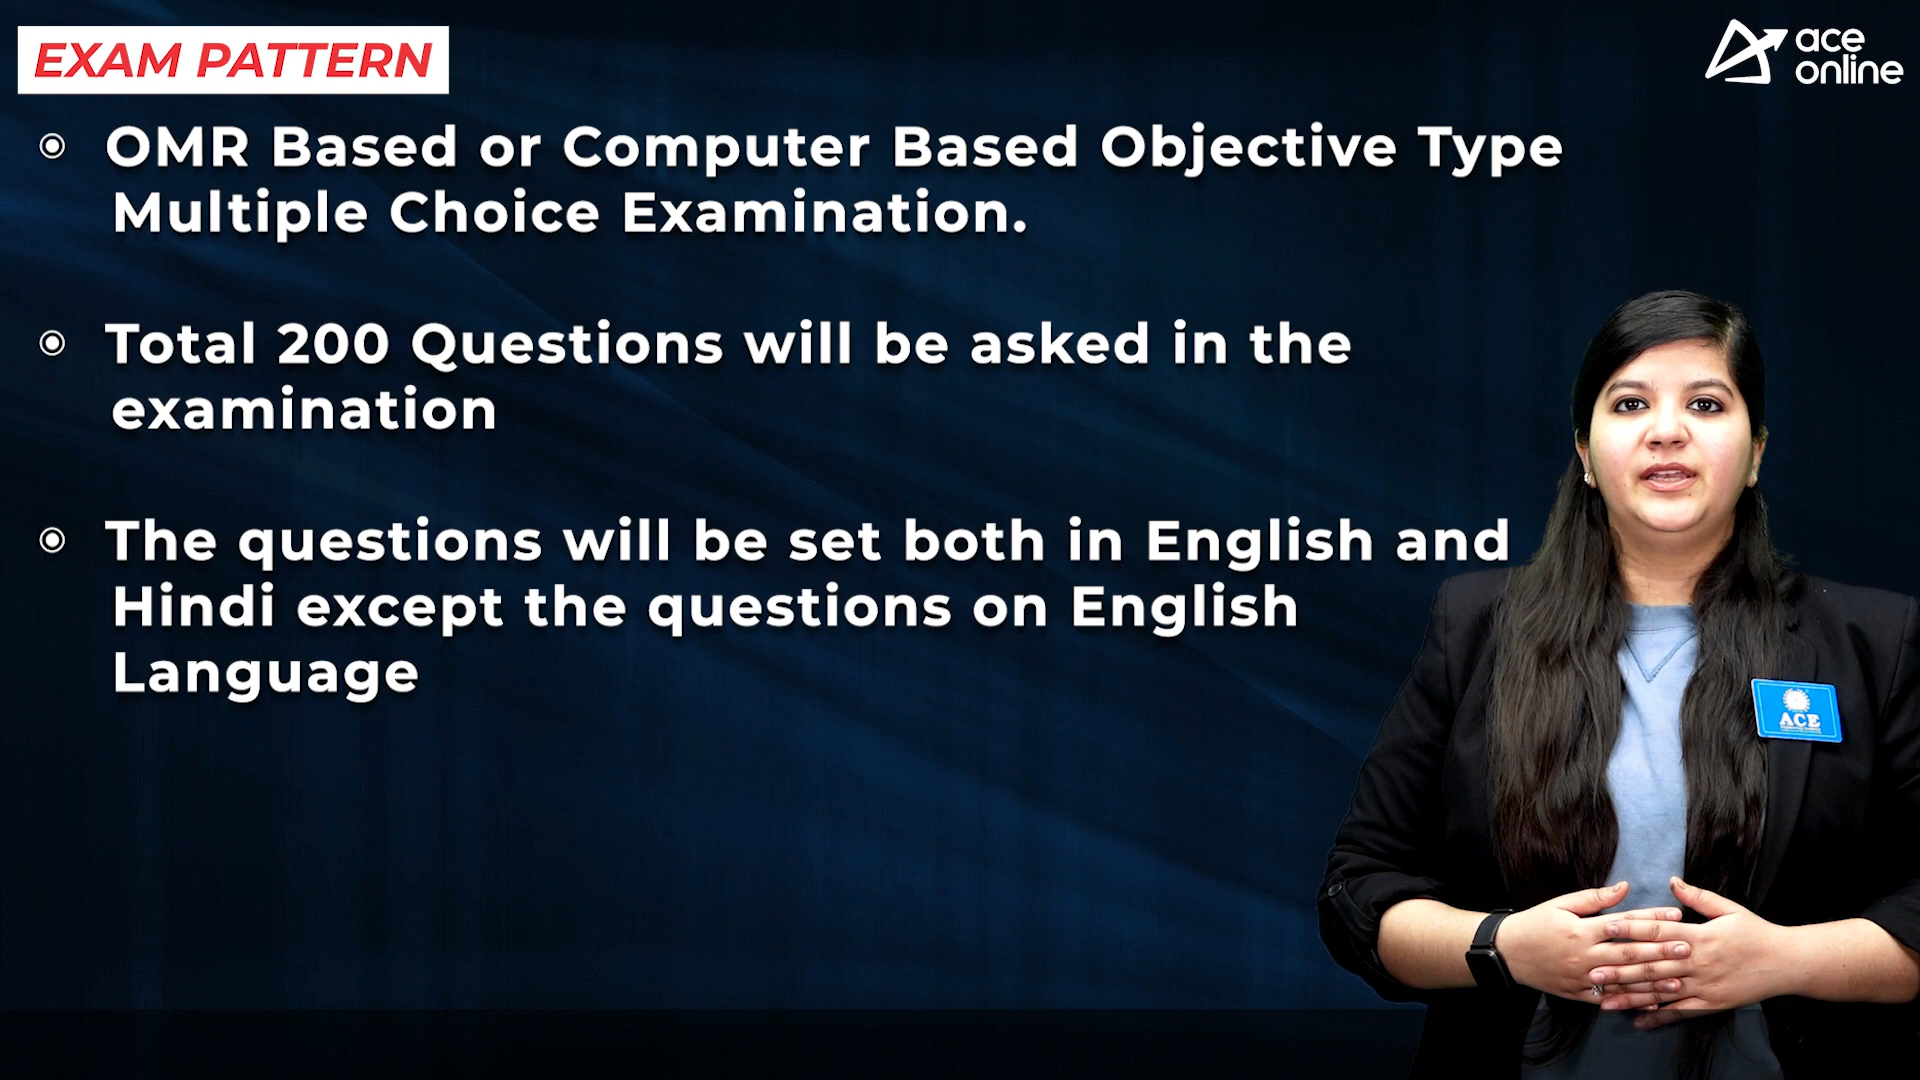 EXAM PATTERN
ace
online
OMR Based or Computer Based Objective Type
Multiple Choice Examination.
Total 200 Questions will be asked in the
examination
The questions will be set both in English and
Hindi except the questions on English
Language
ACE